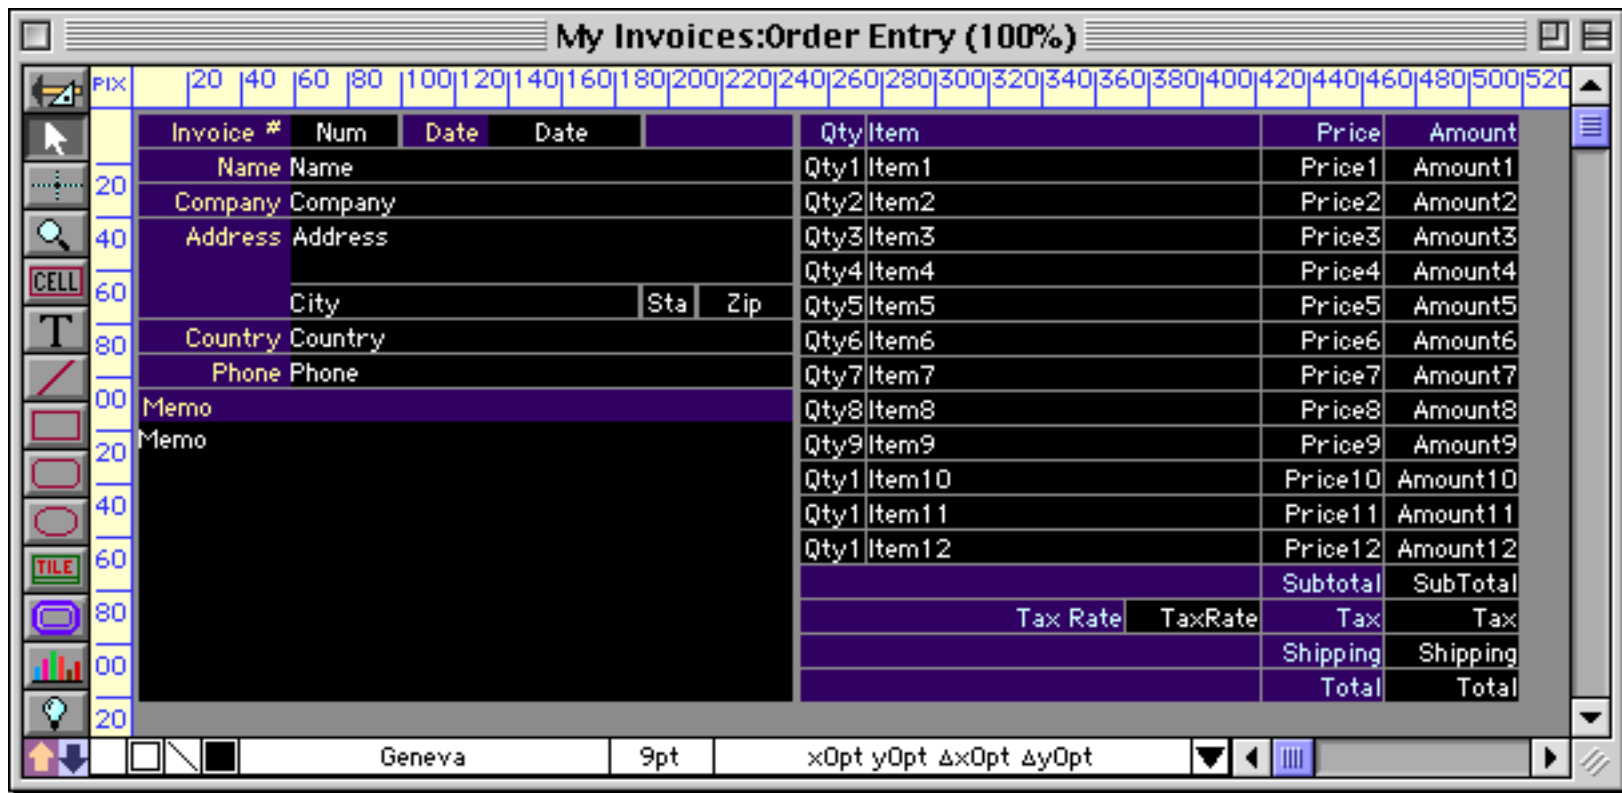 My Invoices:Order Entry (100%)
PIX 20 40 60 80 100 120 140 160 180 200 220 240 260 280 300 320 340 360 380 400 420 440 460 480 500 520
Invoice # Num Date Date Qty Item Price Amount
Name Name Qty1 Item1 Price1 Amount1
20
Company Company Qty2 Item2 Price2 Amount2
40 Address Address Qty3 Item3 Price3 Amount3
CELL Qty4 Item4 Price4 Amount4
60 City Sta Zip Qty5 Item5 Price5 Amount5
T
80 Country Country Qty6 Item6 Price6 Amount6
Phone Phone Qty7 Item7 Price7 Amount7
00 Memo Qty8 Item8 Price8 Amount8
20 Memo Qty9 Item9 Price9 Amount9
Qty1 Item10 Price10 Amount10
40 Qty1 Item11 Price11 Amount11
60 Qty1 Item12 Price12 Amount12
TILE Subtotal SubTotal
80 Tax Rate TaxRate Tax Tax
00 Shipping Shipping
Total Total
20
Geneva 9pt x0pt y0pt Δx0pt Δy0pt